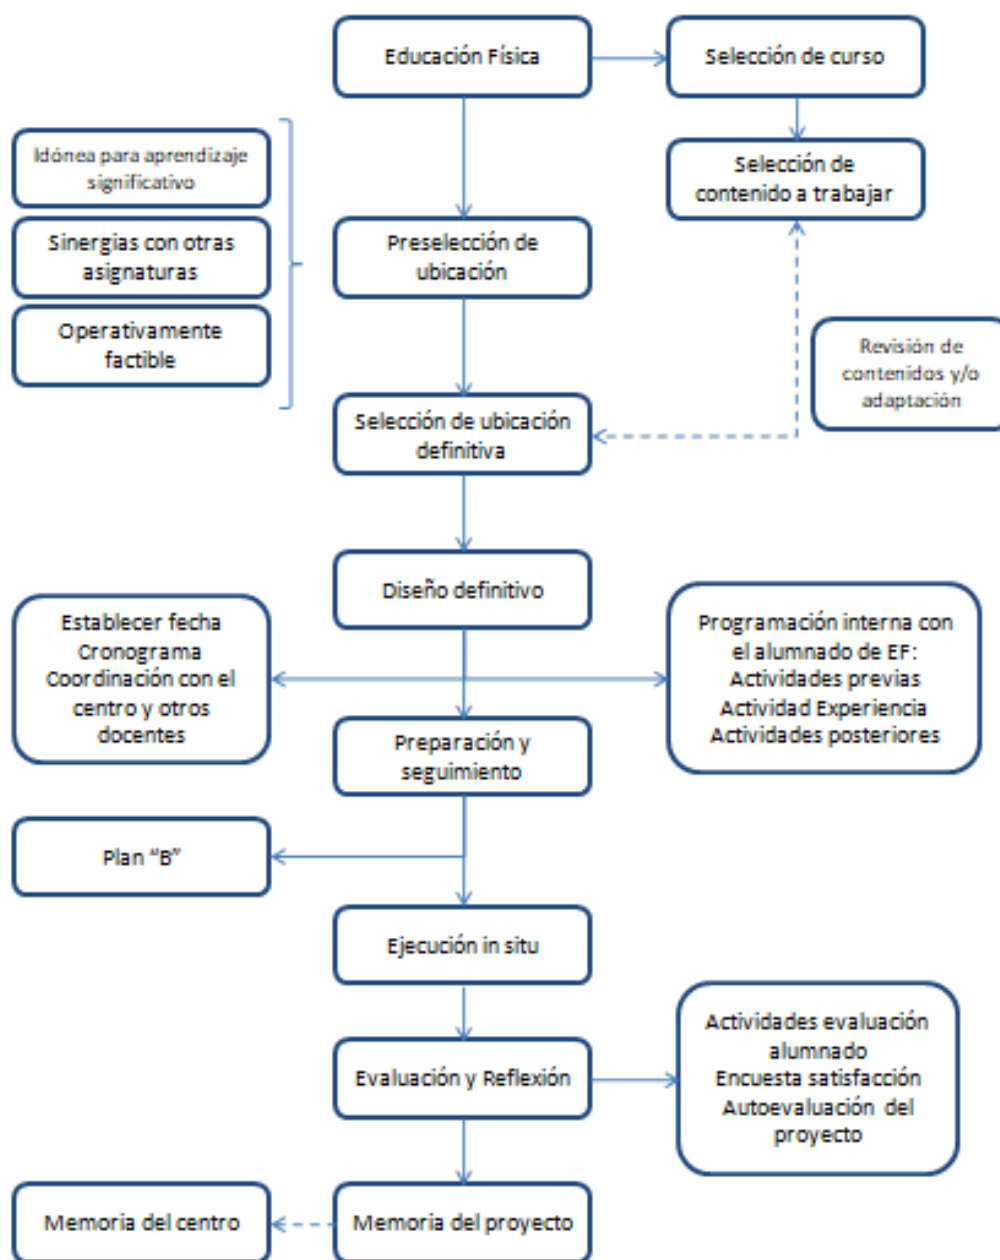 Educación Física
Selección de curso
Idónea para aprendizaje
significativo
Selección de
contenido a trabajar
Sinergias con otras
asignaturas
Preselección de
ubicación
Operativamente
factible
Revisión de
contenidos y/o
adaptación
Selección de ubicación
definitiva
Diseño definitivo
Establecer fecha
Cronograma
Coordinación con el
centro y otros
docentes
Programación interna con
el alumnado de EF:
Actividades previas
Actividad Experiencia
Actividades posteriores
Preparación y
seguimiento
Plan “B”
Ejecución in situ
Evaluación y Reflexión
Actividades evaluación
alumnado
Encuesta satisfacción
Autoevaluación del
proyecto
Memoria del centro
Memoria del proyecto